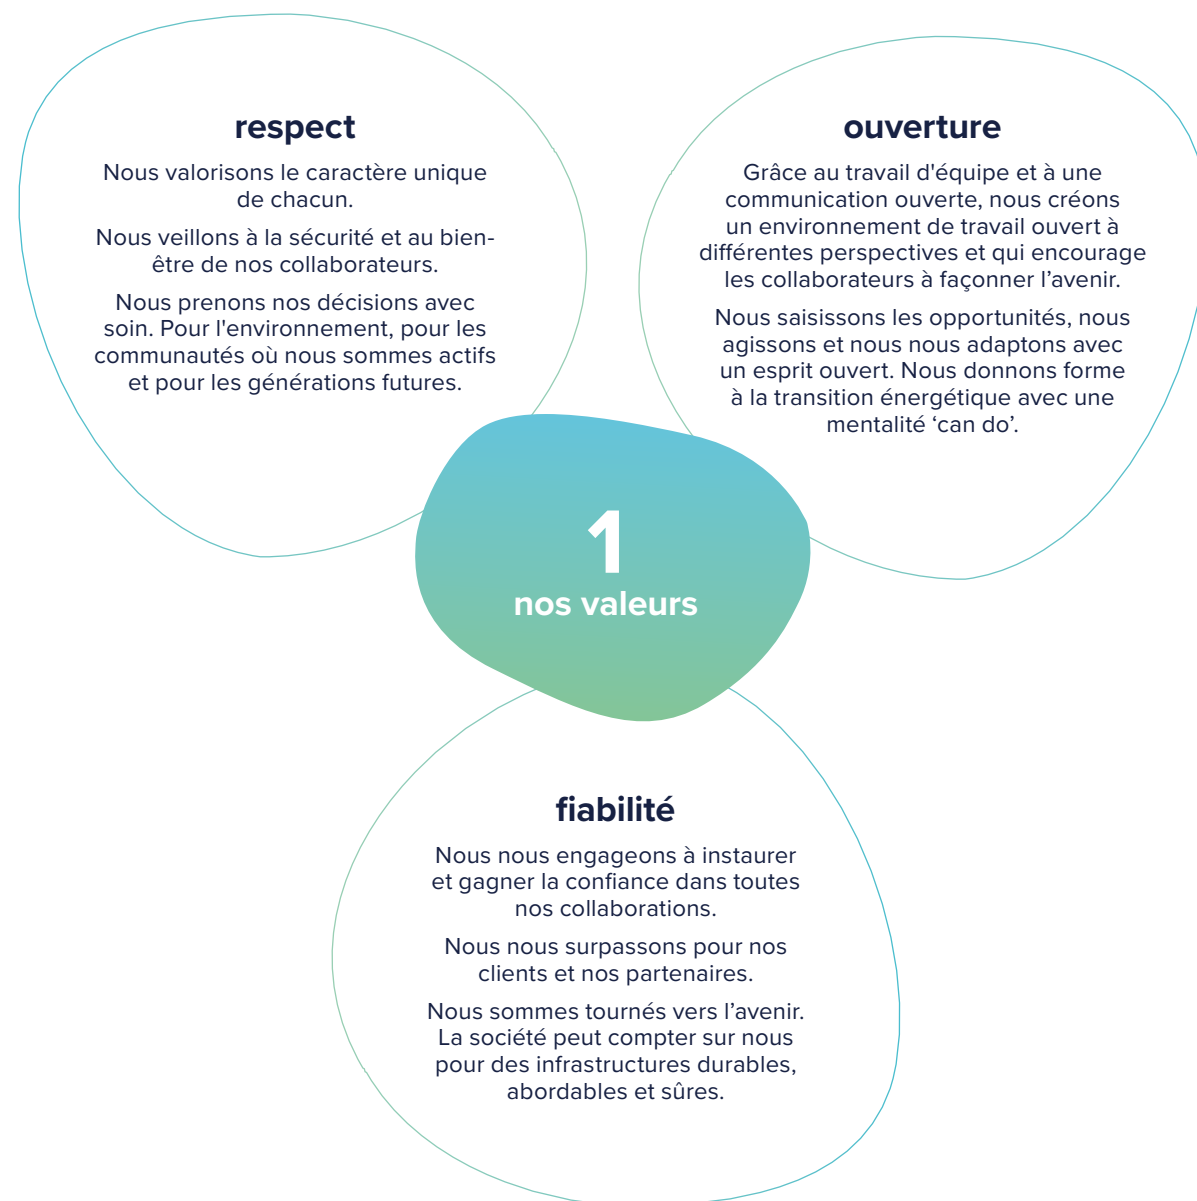 respect
Nous valorisons le caractère unique
de chacun.
Nous veillons à la sécurité et au bien-
être de nos collaborateurs.
Nous prenons nos décisions avec
soin. Pour l'environnement, pour les
communautés où nous sommes actifs
et pour les générations futures.
ouverture
Grâce au travail d'équipe et à une
communication ouverte, nous créons
un environnement de travail ouvert à
différentes perspectives et qui encourage
les collaborateurs à façonner l’avenir.
Nous saisissons les opportunités, nous
agissons et nous nous adaptons avec
un esprit ouvert. Nous donnons forme
à la transition énergétique avec une
mentalité ‘can do’.
1
nos valeurs
fiabilité
Nous nous engageons à instaurer
et gagner la confiance dans toutes
nos collaborations.
Nous nous surpassons pour nos
clients et nos partenaires.
Nous sommes tournés vers l’avenir.
La société peut compter sur nous
pour des infrastructures durables,
abordables et sûres.